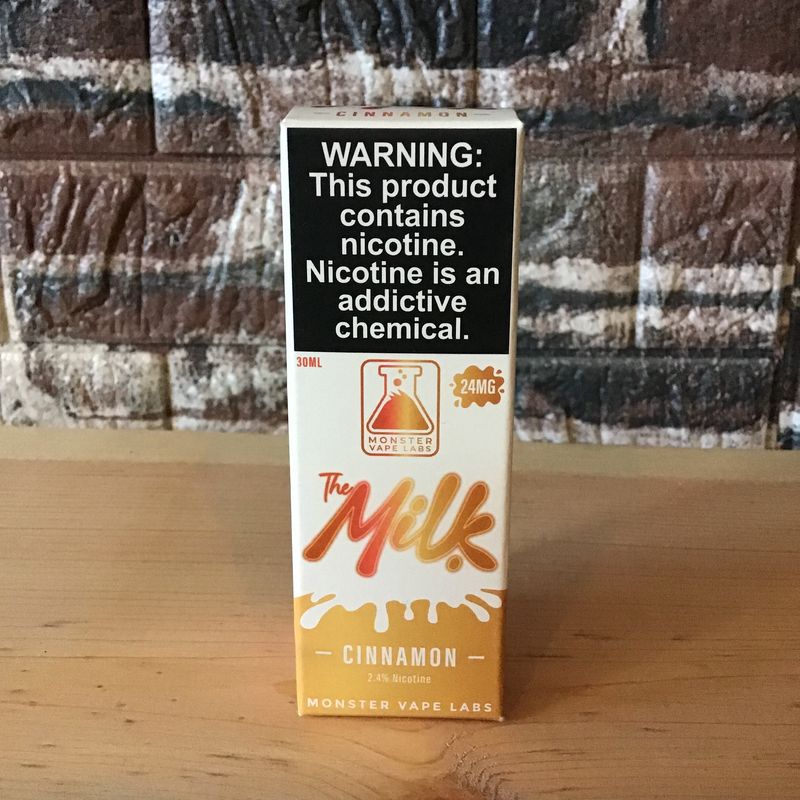 — CINNAMON —
WARNING:
This product
contains
nicotine.
Nicotine is an
addictive
chemical.
30ML
24MG
MONSTER
VAPE LABS
The
Milk
— CINNAMON —
2.4% Nicotine
MONSTER VAPE LABS